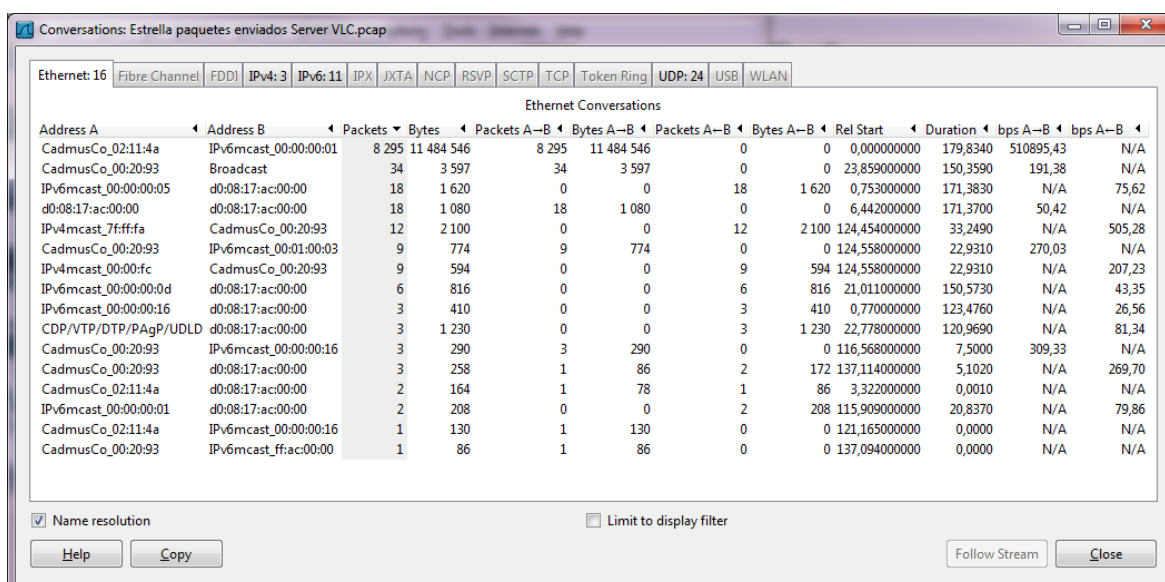 Conversations: Estrella paquetes enviados Server VLC.pcap
Ethernet: 16 Fibre Channel FDDI IPv4: 3 IPv6: 11 IPX JXTA NCP RSVP SCTP TCP Token Ring UDP: 24 USB WLAN
Ethernet Conversations
Address A Address B Packets Bytes Packets A→B Bytes A→B Packets A←B Bytes A←B Rel Start Duration bps A→B bps A←B
CadmusCo_02:11:4a IPv6mcast_00:00:00:01 8 295 11 484 546 8 295 11 484 546 0 0 0,000000000 179,8340 510895,43 N/A
CadmusCo_00:20:93 Broadcast 34 3 597 34 3 597 0 0 23,859000000 150,3590 191,38 N/A
IPv6mcast_00:00:00:05 d0:08:17:ac:00:00 18 1 620 0 0 18 1 620 0,753000000 171,3830 N/A 75,62
d0:08:17:ac:00:00 d0:08:17:ac:00:00 18 1 080 18 1 080 0 0 6,442000000 171,3700 50,42 N/A
IPv4mcast_7f:ff:fa CadmusCo_00:20:93 12 2 100 0 0 12 2 100 124,454000000 33,2490 N/A 505,28
CadmusCo_00:20:93 IPv6mcast_00:01:00:03 9 774 9 774 0 0 124,558000000 22,9310 270,03 N/A
IPv4mcast_00:00:fc CadmusCo_00:20:93 9 594 0 0 9 594 124,558000000 22,9310 N/A 207,23
IPv6mcast_00:00:00:0d d0:08:17:ac:00:00 6 816 0 0 6 816 21,011000000 150,5730 N/A 43,35
IPv6mcast_00:00:00:16 d0:08:17:ac:00:00 3 410 0 0 3 410 0,770000000 123,4760 N/A 26,56
CDP/VTP/DTP/PAgP/UDLD d0:08:17:ac:00:00 3 1 230 0 0 3 1 230 22,778000000 120,9690 N/A 81,34
CadmusCo_00:20:93 IPv6mcast_00:00:00:16 3 290 3 290 0 0 116,568000000 7,5000 309,33 N/A
CadmusCo_00:20:93 d0:08:17:ac:00:00 3 258 1 86 2 172 137,114000000 5,1020 N/A 269,70
CadmusCo_02:11:4a d0:08:17:ac:00:00 2 164 1 78 1 86 3,322000000 0,0010 N/A N/A
IPv6mcast_00:00:00:01 d0:08:17:ac:00:00 2 208 0 0 2 208 115,909000000 20,8370 N/A 79,86
CadmusCo_02:11:4a IPv6mcast_00:00:00:16 1 130 1 130 0 0 121,165000000 0,0000 N/A N/A
CadmusCo_00:20:93 IPv6mcast_ff:ac:00:00 1 86 1 86 0 0 137,094000000 0,0000 N/A N/A
Name resolution Limit to display filter
Help Copy Follow Stream Close